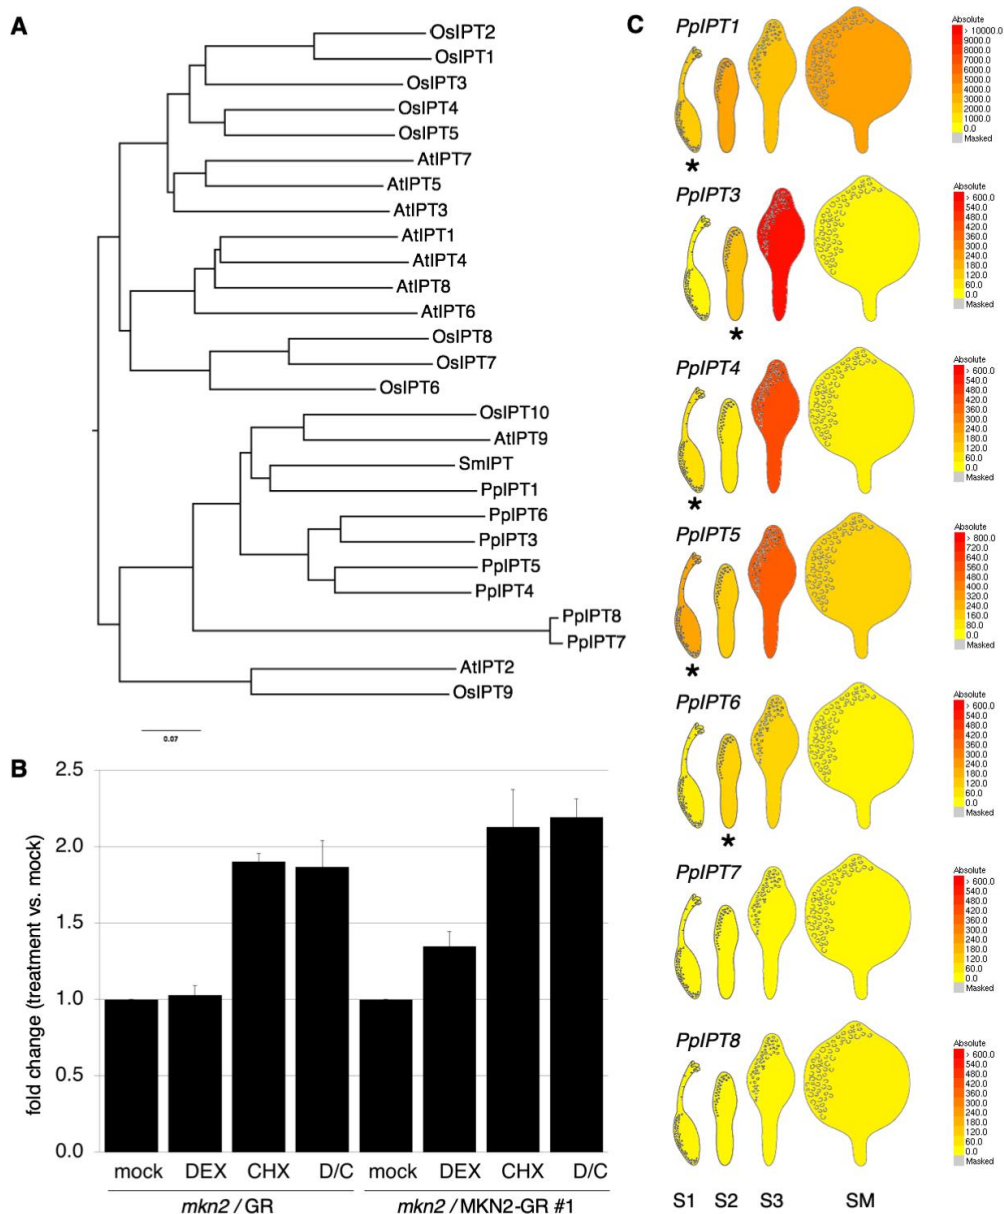 A
OsIPT2
OsIPT1
OsIPT3
OsIPT4
OsIPT5
AtIPT7
AtIPT5
AtIPT3
AtIPT1
AtIPT4
AtIPT8
AtIPT6
OsIPT8
OsIPT7
OsIPT6
OsIPT10
AtIPT9
SmIPT
PpIPT1
PpIPT6
PpIPT3
PpIPT5
PpIPT4
PpIPT8
PpIPT7
AtIPT2
OsIPT9
0.07
B
fold change (treatment vs. mock)
2.5
2.0
1.5
1.0
0.5
0.0
mock DEX CHX D/C mock DEX CHX D/C
mkn2 / GR mkn2 / MKN2-GR #1
C
PpIPT1
*
Absolute
> 10000.0
9000.0
8000.0
7000.0
6000.0
5000.0
4000.0
3000.0
2000.0
1000.0
0.0
Masked
PpIPT3
*
Absolute
> 600.0
540.0
480.0
420.0
360.0
300.0
240.0
180.0
120.0
60.0
0.0
Masked
PpIPT4
*
Absolute
> 600.0
540.0
480.0
420.0
360.0
300.0
240.0
180.0
120.0
60.0
0.0
Masked
PpIPT5
*
Absolute
> 800.0
720.0
640.0
560.0
480.0
400.0
320.0
240.0
160.0
80.0
0.0
Masked
PpIPT6
*
Absolute
> 600.0
540.0
480.0
420.0
360.0
300.0
240.0
180.0
120.0
60.0
0.0
Masked
PpIPT7
Absolute
> 600.0
540.0
480.0
420.0
360.0
300.0
240.0
180.0
120.0
60.0
0.0
Masked
PpIPT8
Absolute
> 600.0
540.0
480.0
420.0
360.0
300.0
240.0
180.0
120.0
60.0
0.0
Masked
S1 S2 S3 SM